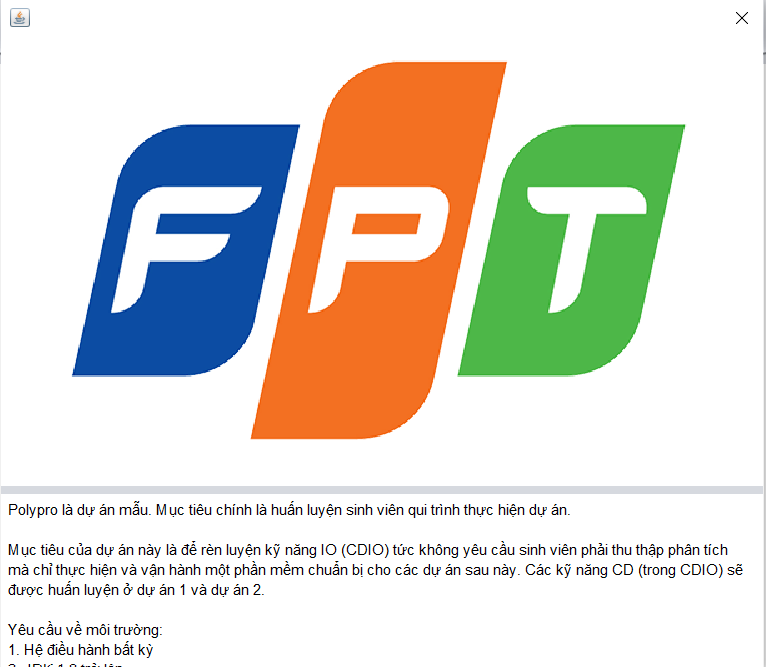 FPT
Polypro là dự án mẫu. Mục tiêu chính là huấn luyện sinh viên qui trình thực hiện dự án.
Mục tiêu của dự án này là để rèn luyện kỹ năng IO (CDIO) tức không yêu cầu sinh viên phải thu thập phân tích
mà chỉ thực hiện và vận hành một phần mềm chuẩn bị cho các dự án sau này. Các kỹ năng CD (trong CDIO) sẽ
được huấn luyện ở dự án 1 và dự án 2.
Yêu cầu về môi trường:
1. Hệ điều hành bất kỳ